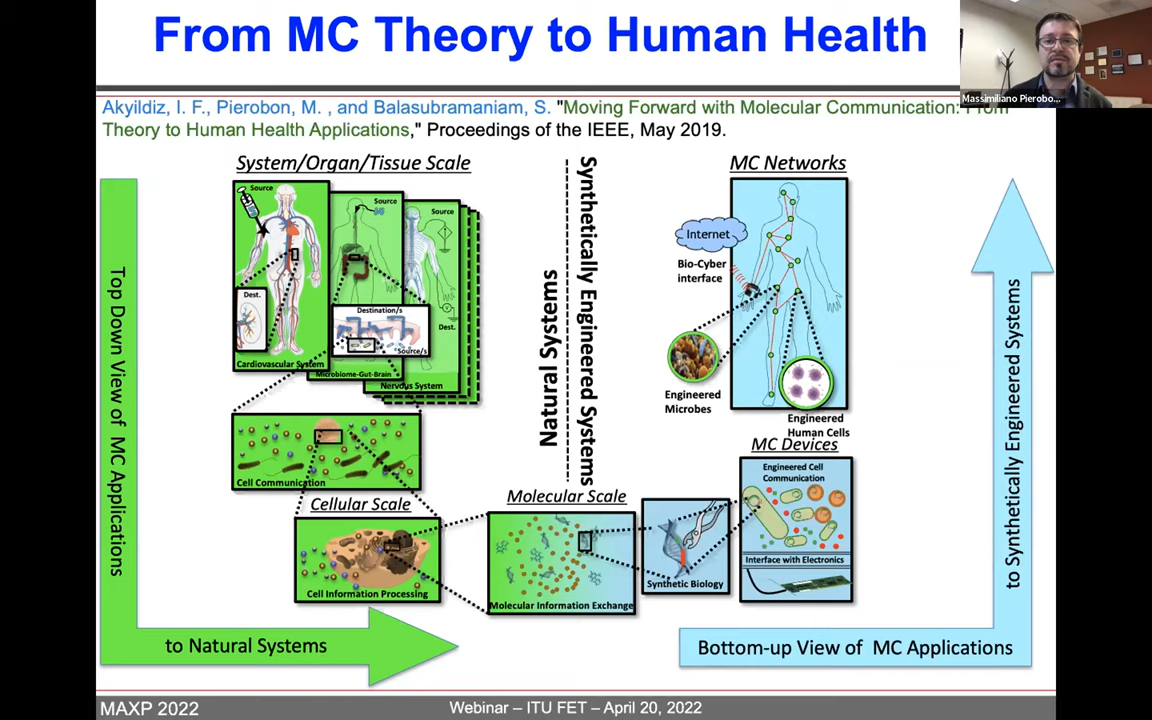 From MC Theory to Human Health
Massimiliano Pierobo...
Akyildiz, I. F., Pierobon, M. , and Balasubramaniam, S. "Moving Forward with Molecular Communication: From
Theory to Human Health Applications," Proceedings of the IEEE, May 2019.
System/Organ/Tissue Scale
Source
Dest.
Cardiovascular System
Source
Destination/s
Source/s
Microbiome-Gut-Brain
Source
Dest.
Nervous System
Cell Communication
Cellular Scale
Cell Information Processing
Top Down View of MC Applications
to Natural Systems
Natural Systems
Synthetically Engineered Systems
Molecular Scale
Molecular Information Exchange
Synthetic Biology
MC Networks
Internet
Bio-Cyber
interface
Engineered
Microbes
Engineered
Human Cells
MC Devices
Engineered Cell
Communication
Interface with Electronics
Bottom-up View of MC Applications
to Synthetically Engineered Systems
MAXP 2022
Webinar – ITU FET – April 20, 2022